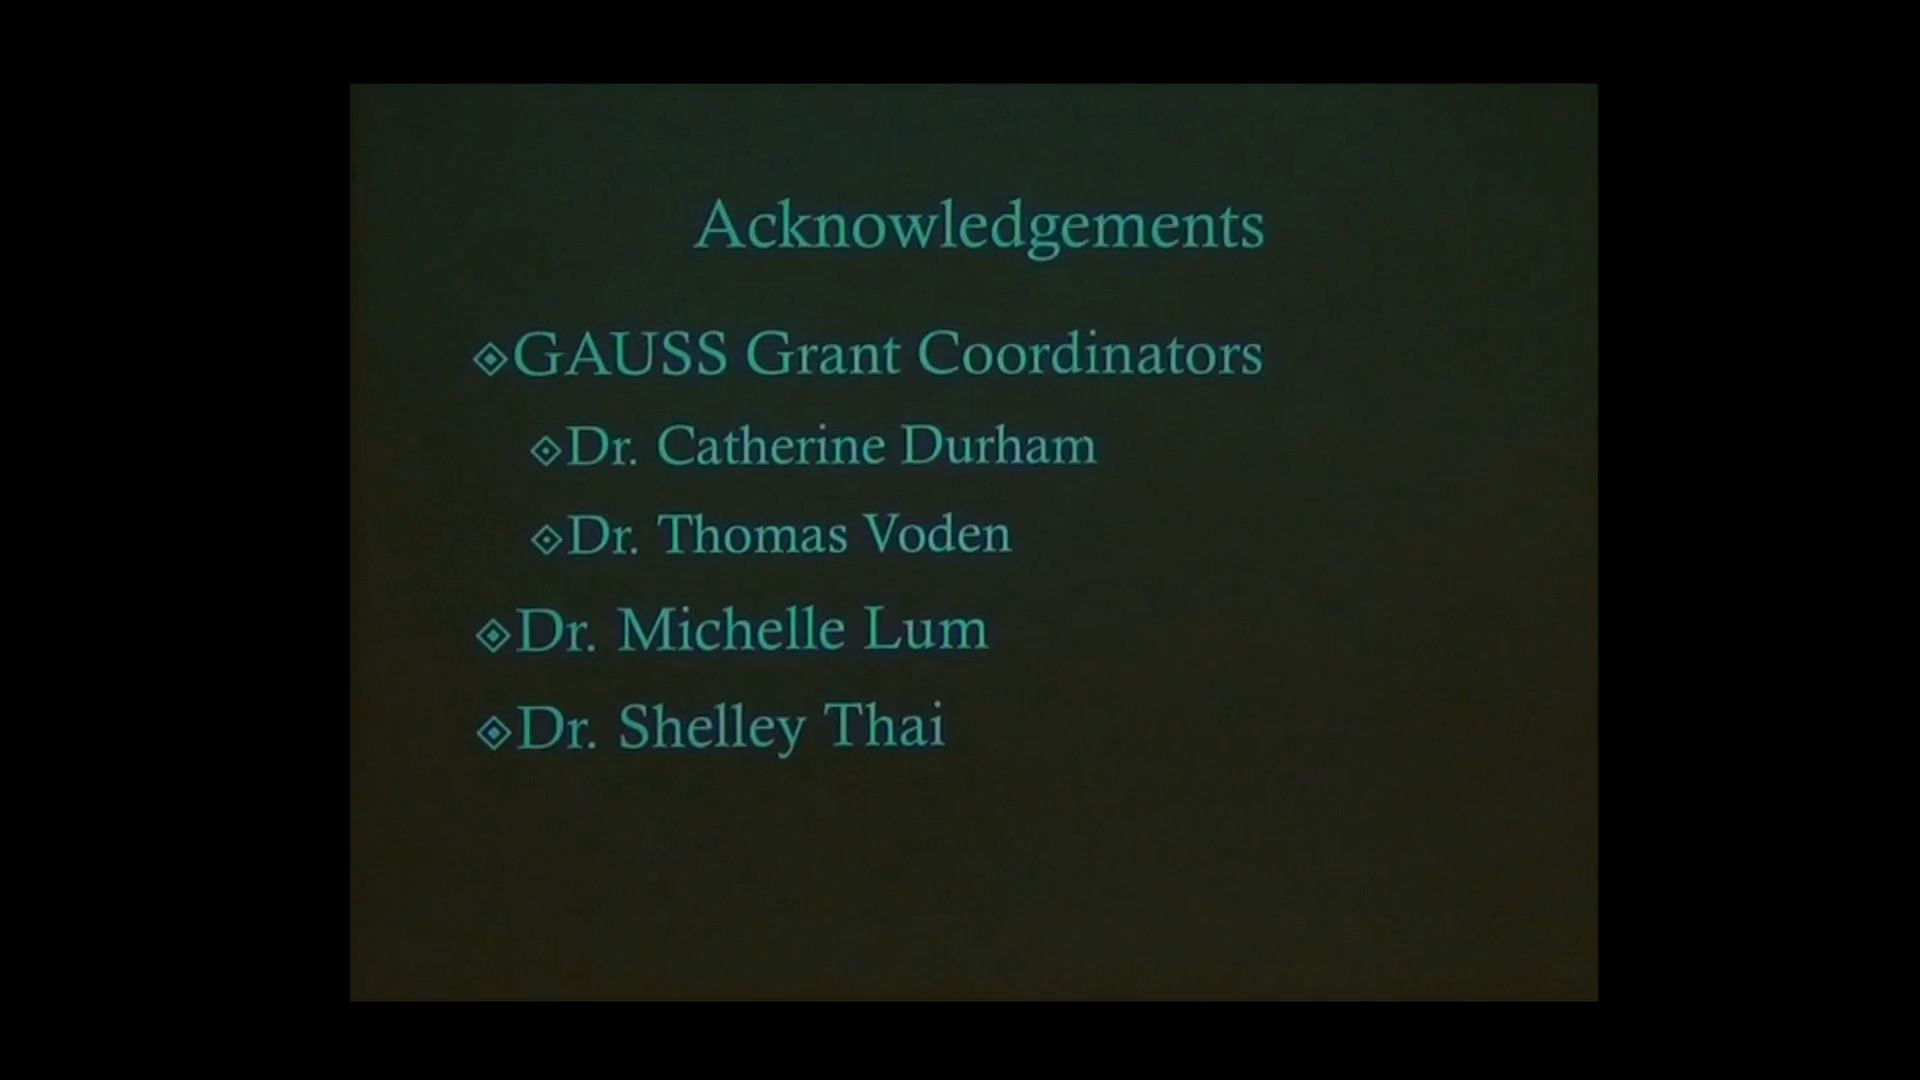 Acknowledgements
GAUSS Grant Coordinators
Dr. Catherine Durham
Dr. Thomas Voden
Dr. Michelle Lum
Dr. Shelley Thai